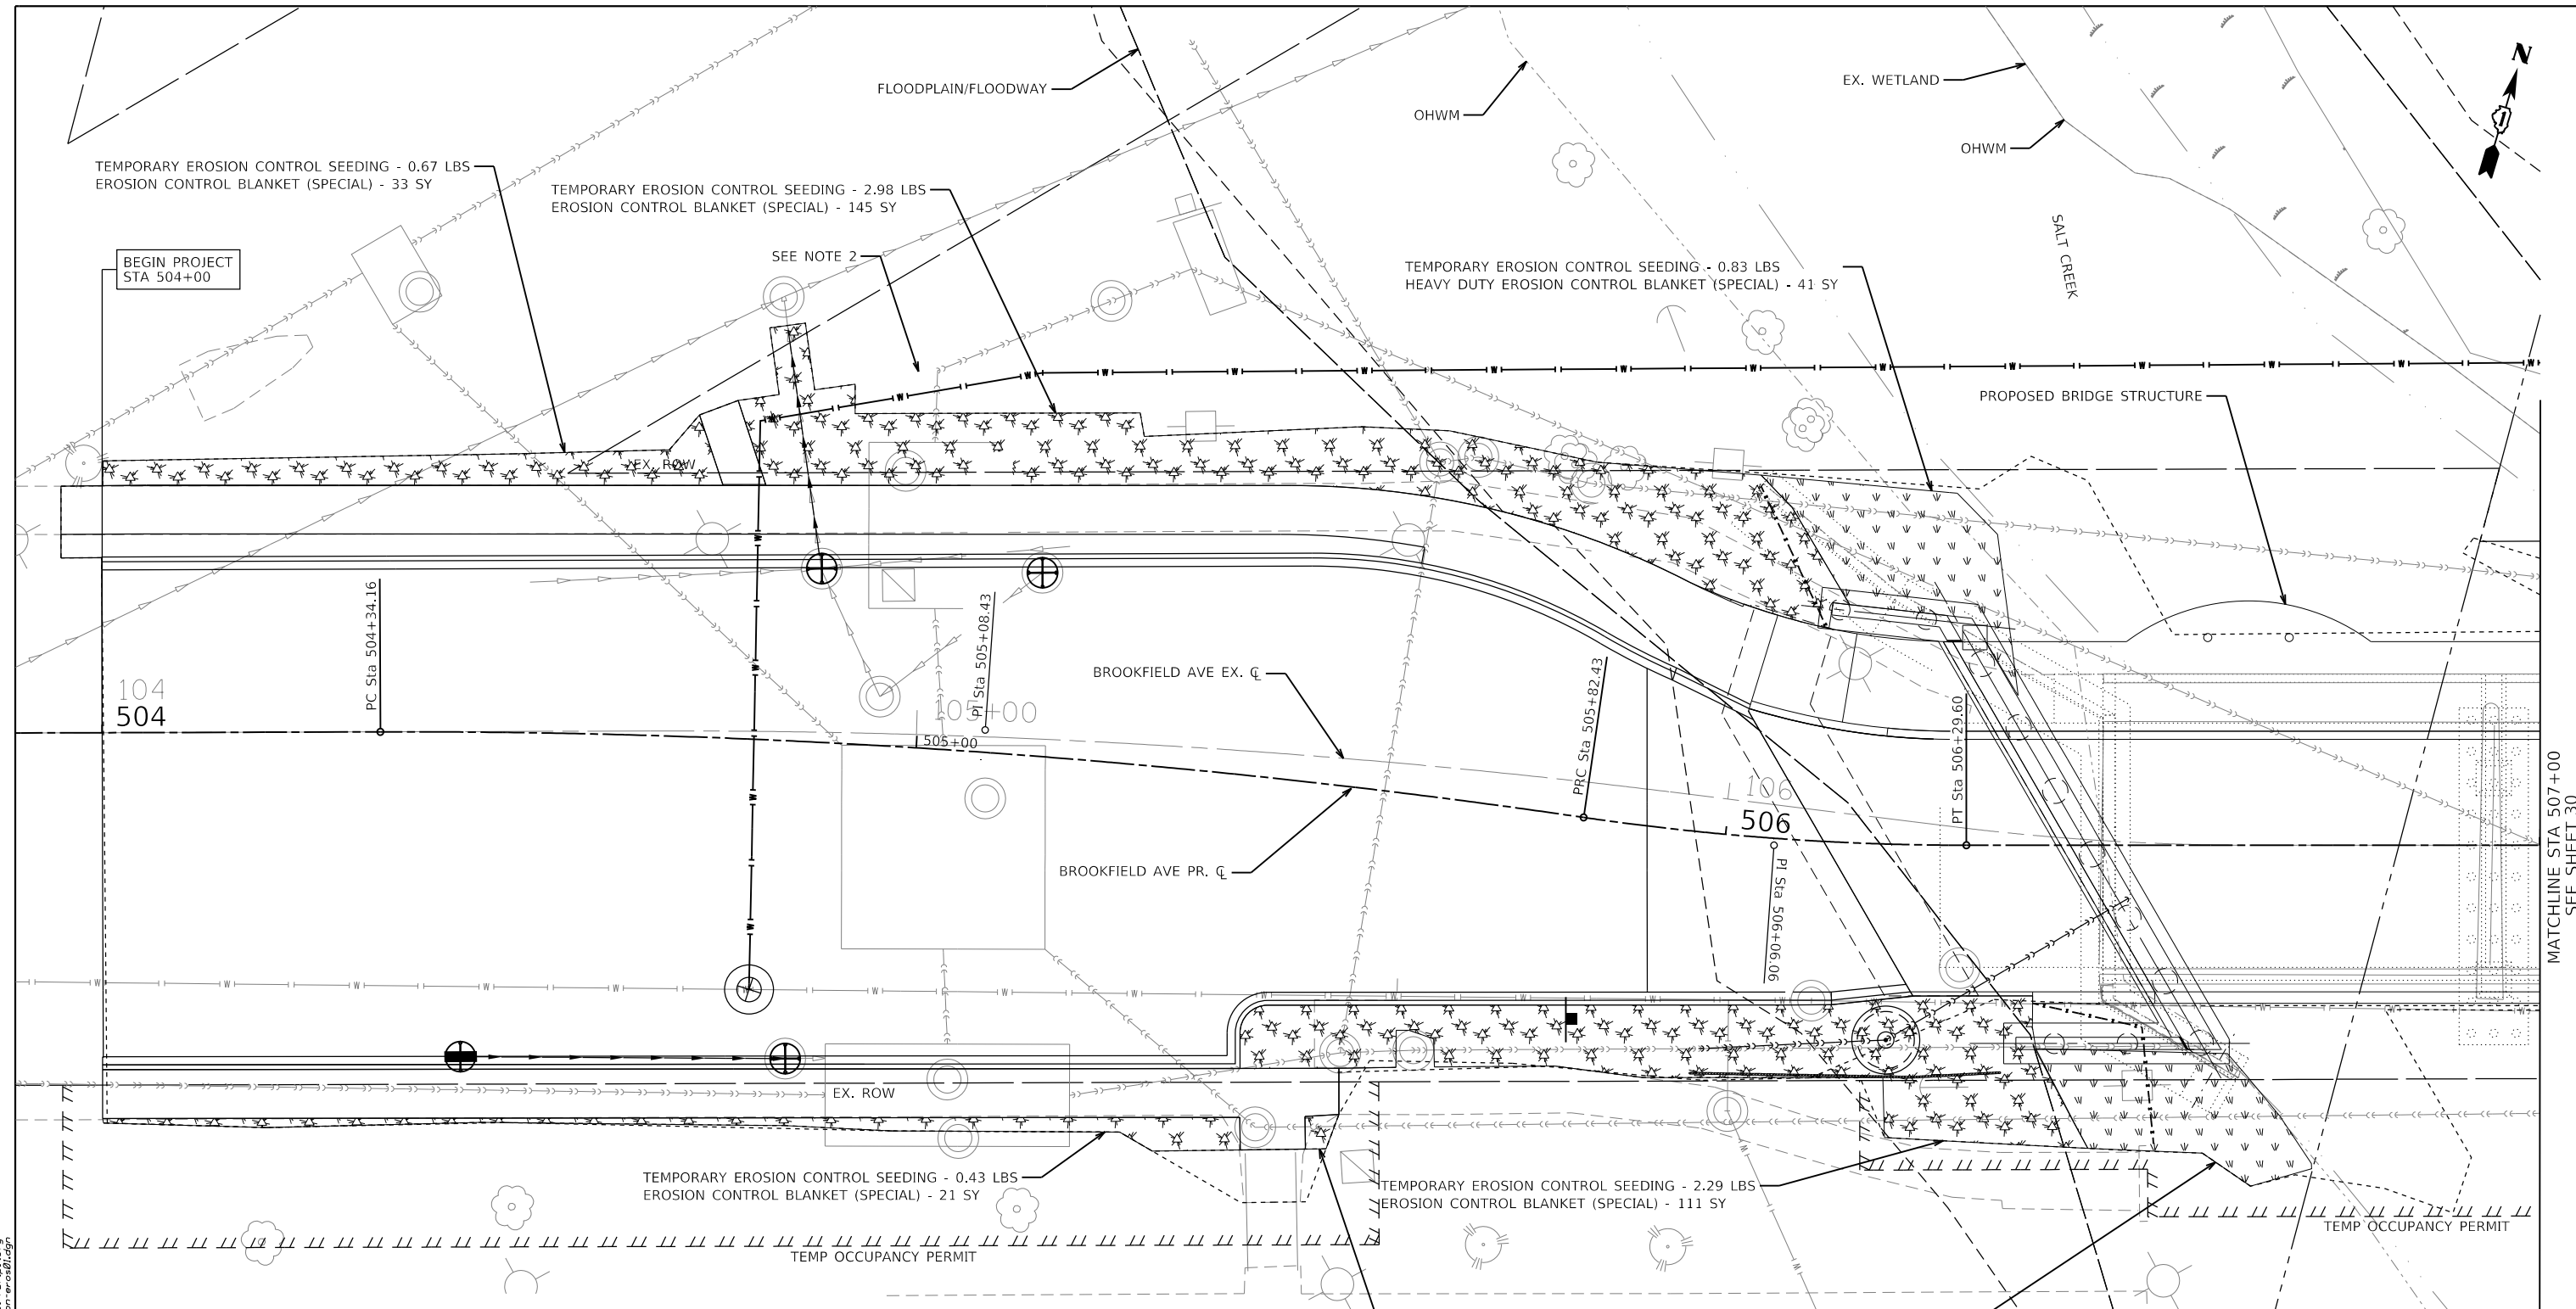 FLOODPLAIN/FLOODWAY
OHWM
EX. WETLAND
OHWM
N
1
TEMPORARY EROSION CONTROL SEEDING - 0.67 LBS
EROSION CONTROL BLANKET (SPECIAL) - 33 SY
TEMPORARY EROSION CONTROL SEEDING - 2.98 LBS
EROSION CONTROL BLANKET (SPECIAL) - 145 SY
SALT CREEK
BEGIN PROJECT
STA 504+00
SEE NOTE 2
TEMPORARY EROSION CONTROL SEEDING - 0.83 LBS
HEAVY DUTY EROSION CONTROL BLANKET (SPECIAL) - 41 SY
PROPOSED BRIDGE STRUCTURE
EX. ROW
PC Sta 504+34.16
PI Sta 505+08.43
BROOKFIELD AVE EX. ℄
PRC Sta 505+82.43
PT Sta 506+29.60
104
504
105+00
505+00
106
506
MATCHLINE STA 507+00
SEE SHEET 30
BROOKFIELD AVE PR. ℄
PI Sta 506+06.06
EX. ROW
TEMPORARY EROSION CONTROL SEEDING - 0.43 LBS
EROSION CONTROL BLANKET (SPECIAL) - 21 SY
TEMPORARY EROSION CONTROL SEEDING - 2.29 LBS
EROSION CONTROL BLANKET (SPECIAL) - 111 SY
TEMP OCCUPANCY PERMIT
TEMP OCCUPANCY PERMIT